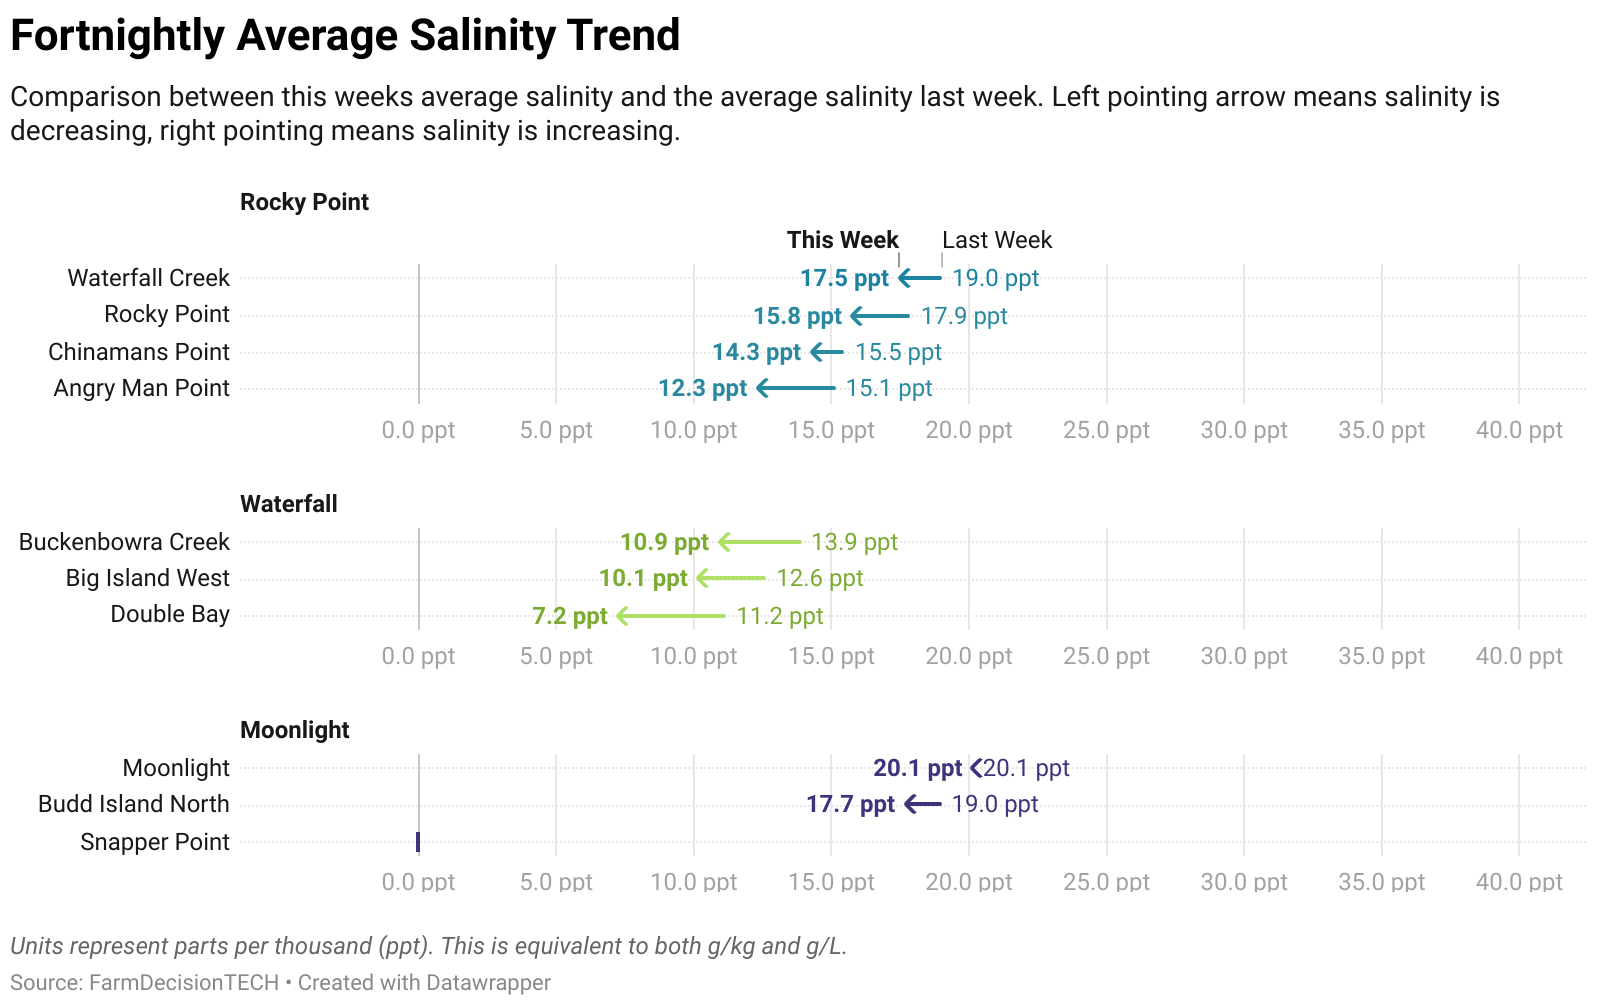 Fortnightly Average Salinity Trend
Comparison between this weeks average salinity and the average salinity last week. Left pointing arrow means salinity is
decreasing, right pointing means salinity is increasing.
Rocky Point
This Week Last Week
Waterfall Creek 17.5 ppt 19.0 ppt
Rocky Point 15.8 ppt 17.9 ppt
Chinamans Point 14.3 ppt 15.5 ppt
Angry Man Point 12.3 ppt 15.1 ppt
0.0 ppt 5.0 ppt 10.0 ppt 15.0 ppt 20.0 ppt 25.0 ppt 30.0 ppt 35.0 ppt 40.0 ppt
Waterfall
Buckenbowra Creek 10.9 ppt 13.9 ppt
Big Island West 10.1 ppt 12.6 ppt
Double Bay 7.2 ppt 11.2 ppt
0.0 ppt 5.0 ppt 10.0 ppt 15.0 ppt 20.0 ppt 25.0 ppt 30.0 ppt 35.0 ppt 40.0 ppt
Moonlight
Moonlight 20.1 ppt 20.1 ppt
Budd Island North 17.7 ppt 19.0 ppt
Snapper Point
0.0 ppt 5.0 ppt 10.0 ppt 15.0 ppt 20.0 ppt 25.0 ppt 30.0 ppt 35.0 ppt 40.0 ppt
Units represent parts per thousand (ppt). This is equivalent to both g/kg and g/L.
Source: FarmDecisionTECH • Created with Datawrapper